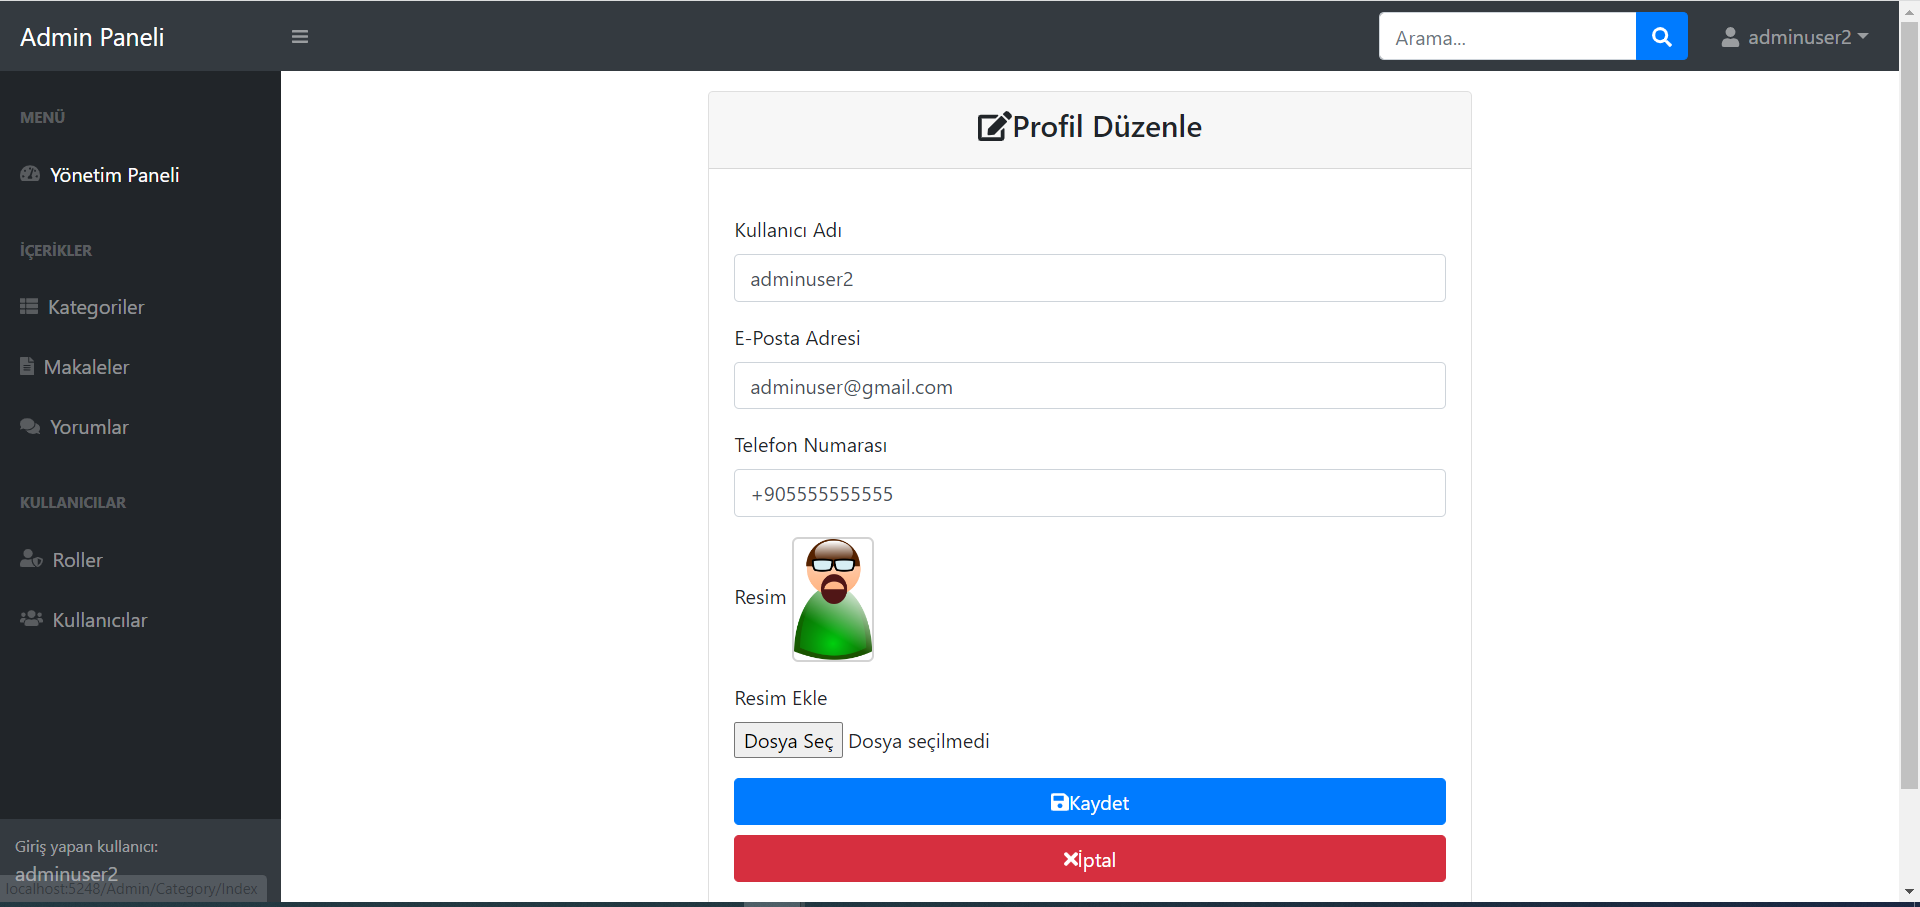 Admin Paneli
Arama...
adminuser2
MENÜ
Yönetim Paneli
İÇERİKLER
Kategoriler
Makaleler
Yorumlar
KULLANICILAR
Roller
Kullanıcılar
Giriş yapan kullanıcı:
adminuser2
localhost:5248/Admin/Category/Index
Profil Düzenle
Kullanıcı Adı
adminuser2
E-Posta Adresi
adminuser@gmail.com
Telefon Numarası
+905555555555
Resim
Resim Ekle
Dosya Seç Dosya seçilmedi
Kaydet
İptal